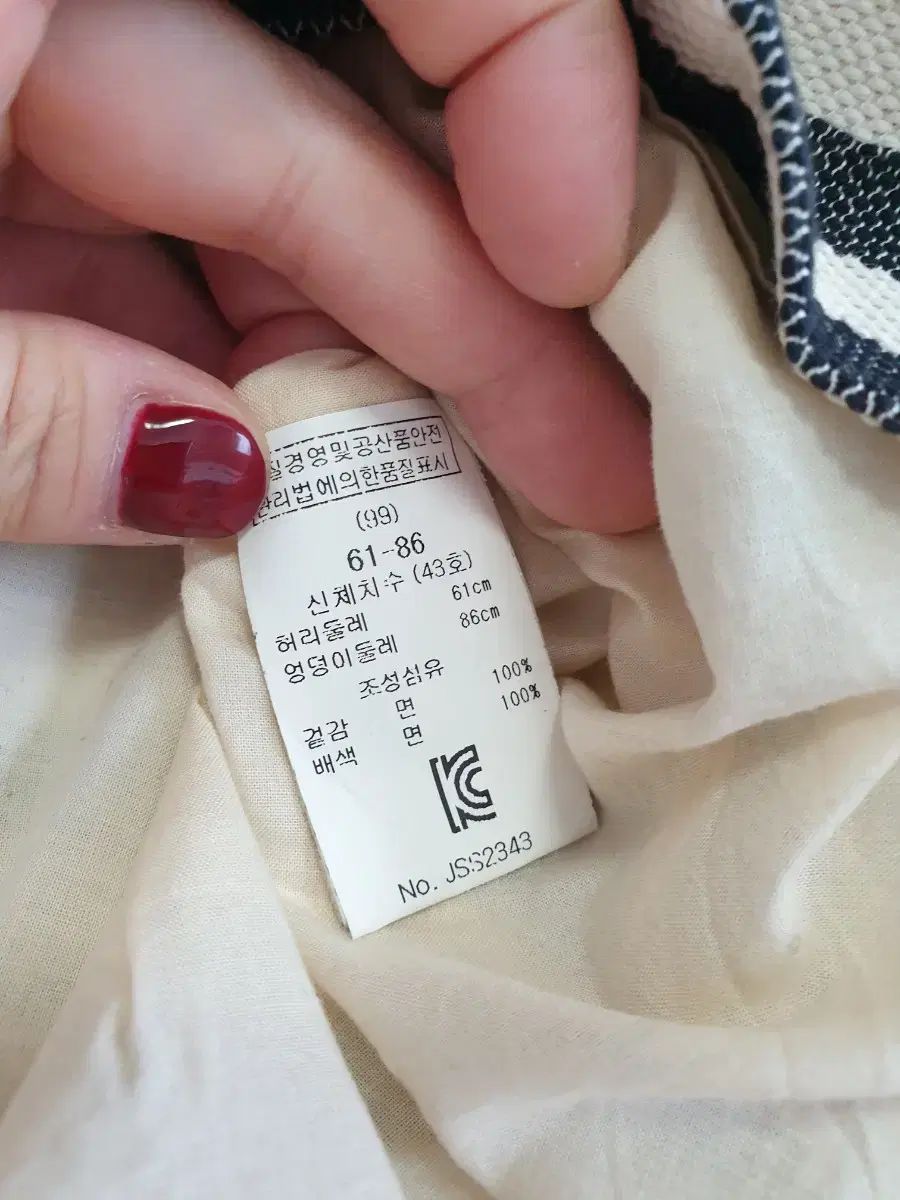 질경영및공산품안전
관리법에의한품질표시
(99)
61-86
신체치수 (43호)
허리둘레 61cm
엉덩이둘레 86cm
조성섬유
겉감 면 100%
배색 면 100%
No. JSS2343